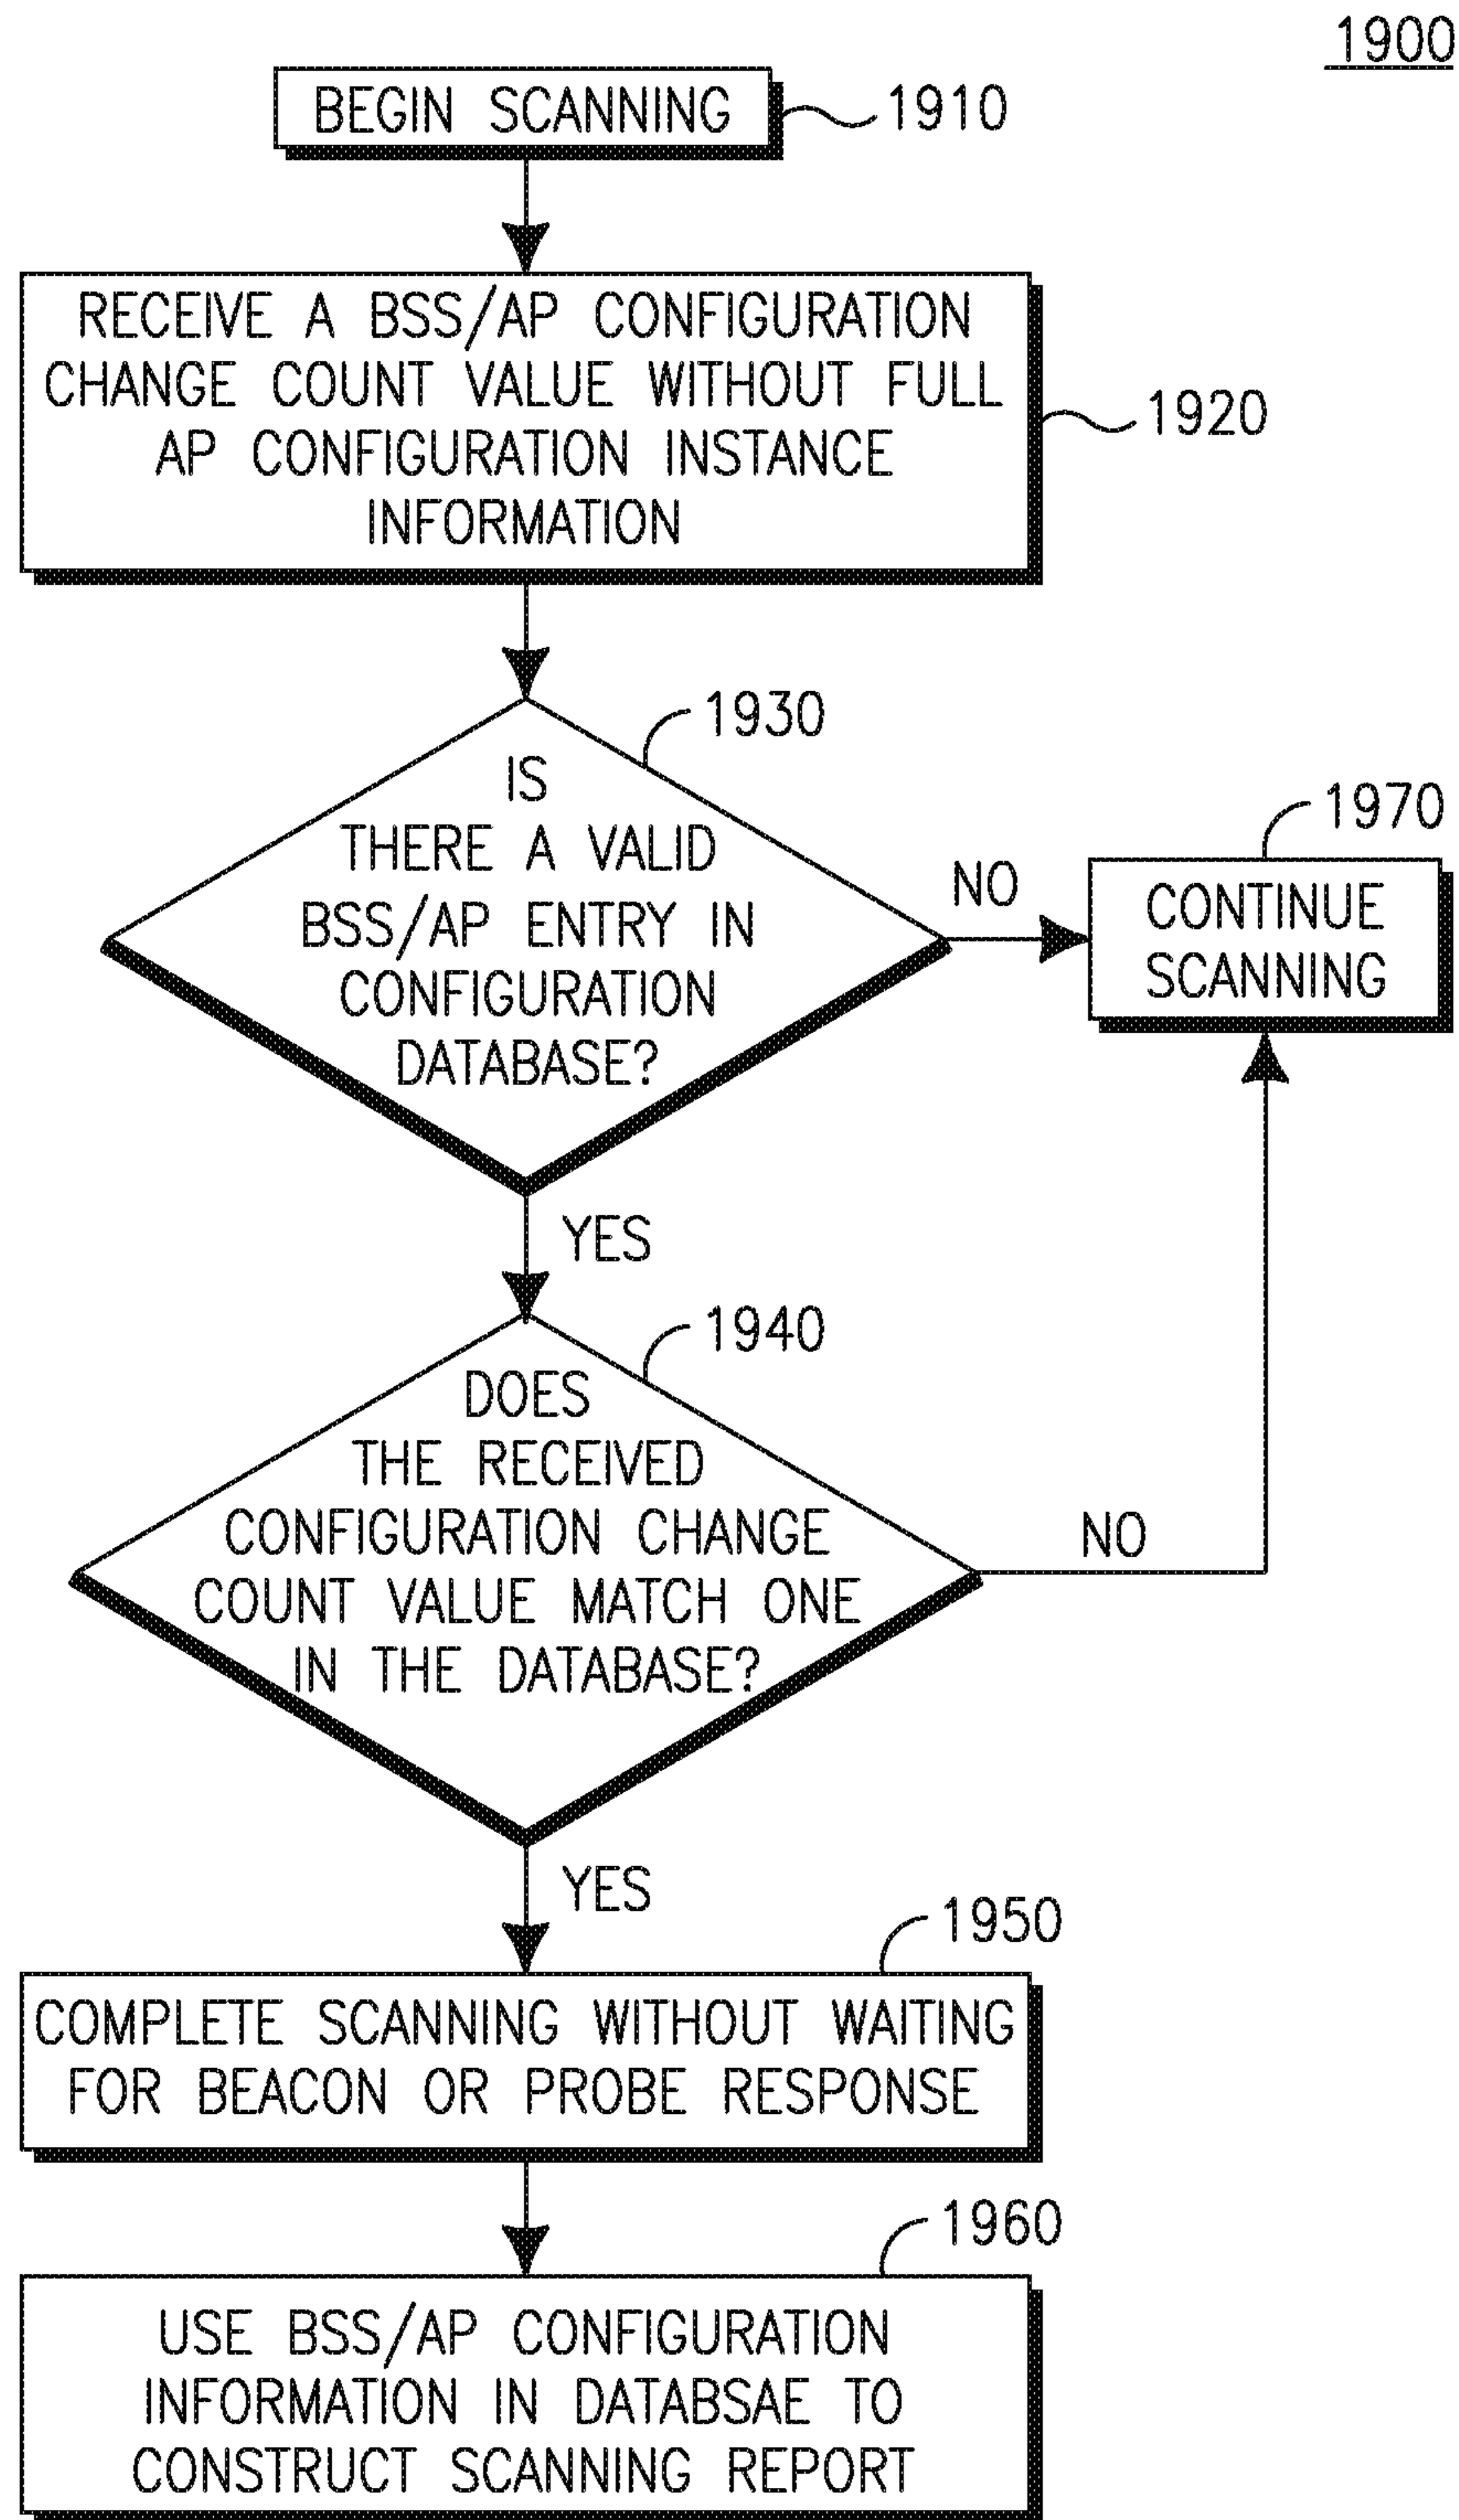 1900
BEGIN SCANNING
1910
RECEIVE A BSS/AP CONFIGURATION
CHANGE COUNT VALUE WITHOUT FULL
AP CONFIGURATION INSTANCE
INFORMATION
1920
1930
IS
THERE A VALID
BSS/AP ENTRY IN
CONFIGURATION
DATABASE?
NO
1970
CONTINUE
SCANNING
YES
1940
DOES
THE RECEIVED
CONFIGURATION CHANGE
COUNT VALUE MATCH ONE
IN THE DATABASE?
NO
YES
1950
COMPLETE SCANNING WITHOUT WAITING
FOR BEACON OR PROBE RESPONSE
1960
USE BSS/AP CONFIGURATION
INFORMATION IN DATABSAE TO
CONSTRUCT SCANNING REPORT